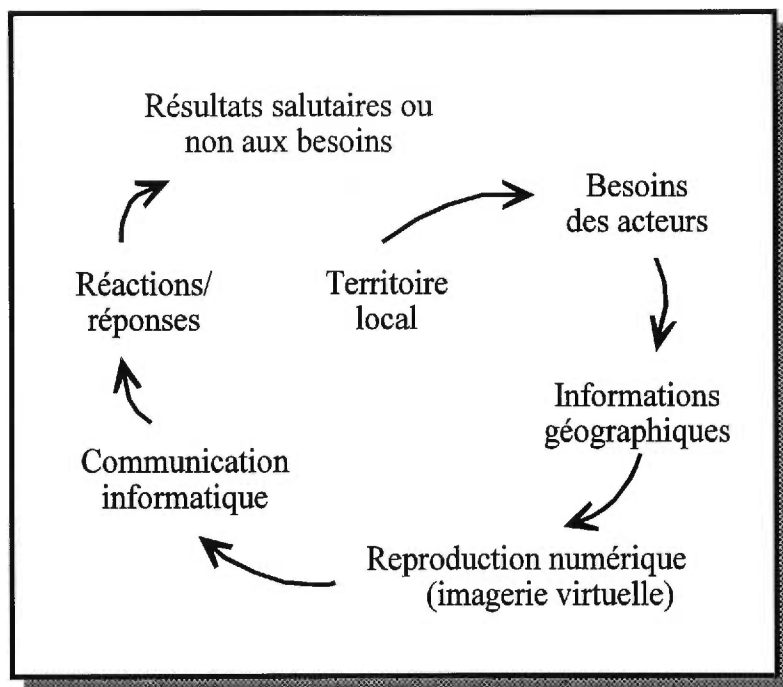 Résultats salutaires ou
non aux besoins
Besoins
des acteurs
Réactions/
réponses
Territoire
local
Informations
géographiques
Communication
informatique
Reproduction numérique
(imagerie virtuelle)